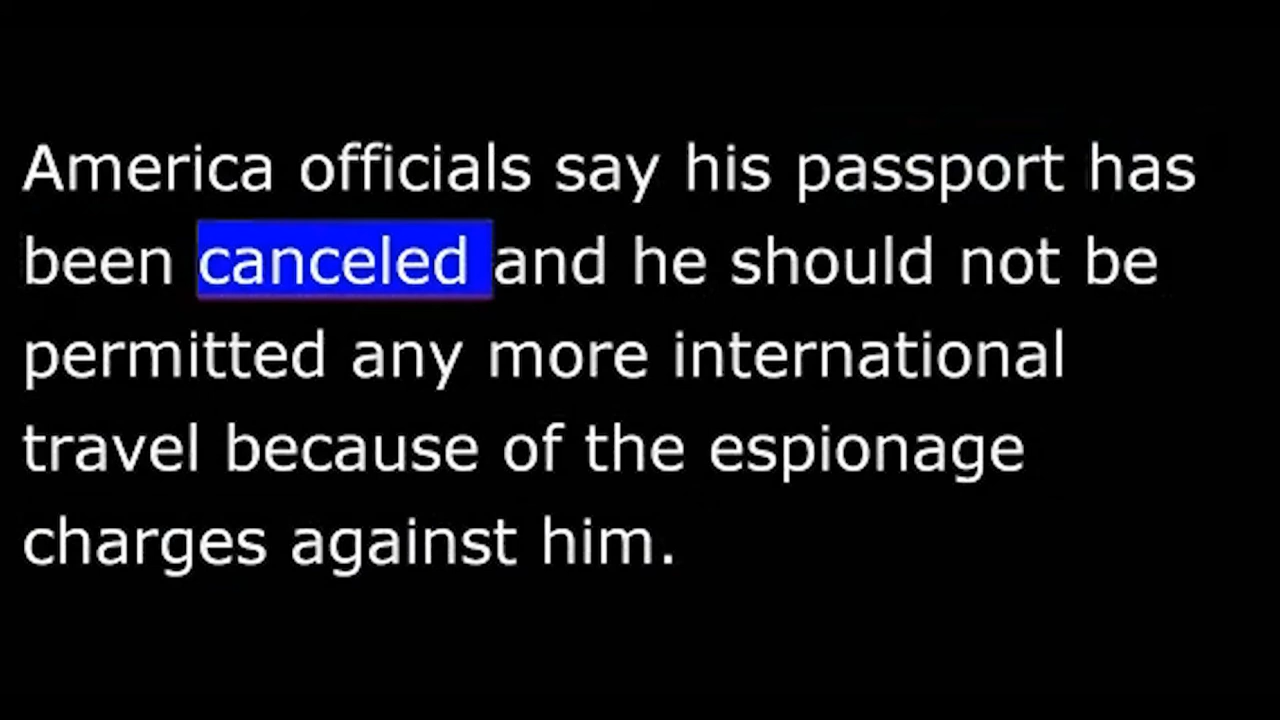 America officials say his passport has
been canceled and he should not be
permitted any more international
travel because of the espionage
charges against him.